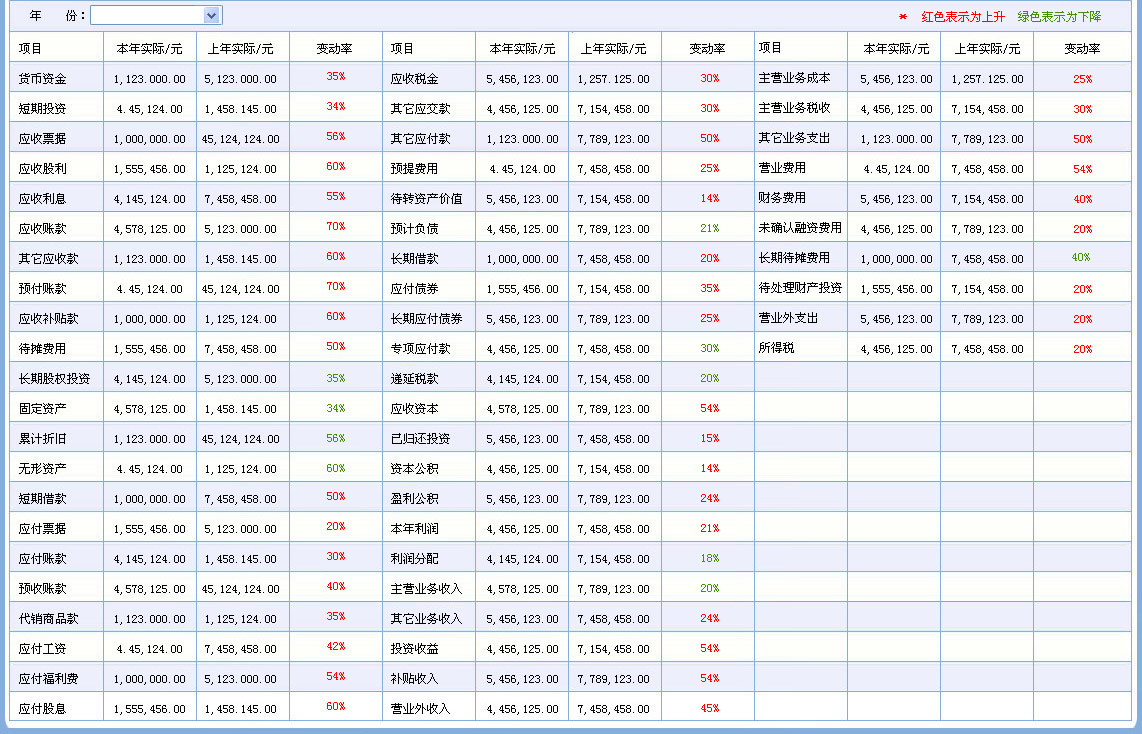 年 份：
* 红色表示为上升 绿色表示为下降
项目 本年实际/元 上年实际/元 变动率 项目 本年实际/元 上年实际/元 变动率 项目 本年实际/元 上年实际/元 变动率
货币资金 1,123.000.00 5,123.000.00 35% 应收税金 5,456,123.00 1,257.125.00 30% 主营业务成本 5,456,123.00 1,257.125.00 25%
短期投资 4.45,124.00 1,458.145.00 34% 其它应交款 4,456,125.00 7,154,458.00 30% 主营业务税收 4,456,125.00 7,154,458.00 30%
应收票据 1,000,000.00 45,124,124.00 56% 其它应付款 1,123.000.00 7,789,123.00 50% 其它业务支出 1,123.000.00 7,789,123.00 50%
应收股利 1,555,456.00 1,125,124.00 60% 预提费用 4.45,124.00 7,458,458.00 25% 营业费用 4.45,124.00 7,458,458.00 54%
应收利息 4,145,124.00 7,458,458.00 55% 待转资产价值 5,456,123.00 7,154,458.00 14% 财务费用 5,456,123.00 7,154,458.00 40%
应收账款 4,578,125.00 5,123.000.00 70% 预计负债 4,456,125.00 7,789,123.00 21% 未确认融资费用 4,456,125.00 7,789,123.00 20%
其它应收款 1,123.000.00 1,458.145.00 60% 长期借款 1,000,000.00 7,458,458.00 20% 长期待摊费用 1,000,000.00 7,458,458.00 40%
预付账款 4.45,124.00 45,124,124.00 70% 应付债券 1,555,456.00 7,154,458.00 35% 待处理财产投资 1,555,456.00 7,154,458.00 20%
应收补贴款 1,000,000.00 1,125,124.00 60% 长期应付债券 5,456,123.00 7,789,123.00 25% 营业外支出 5,456,123.00 7,789,123.00 20%
待摊费用 1,555,456.00 7,458,458.00 50% 专项应付款 4,456,125.00 7,458,458.00 30% 所得税 4,456,125.00 7,458,458.00 20%
长期股权投资 4,145,124.00 5,123.000.00 35% 递延税款 4,145,124.00 7,154,458.00 20%
固定资产 4,578,125.00 1,458.145.00 34% 应收资本 4,578,125.00 7,789,123.00 54%
累计折旧 1,123.000.00 45,124,124.00 56% 已归还投资 5,456,123.00 7,458,458.00 15%
无形资产 4.45,124.00 1,125,124.00 60% 资本公积 4,456,125.00 7,154,458.00 14%
短期借款 1,000,000.00 7,458,458.00 50% 盈利公积 5,456,123.00 7,789,123.00 24%
应付票据 1,555,456.00 5,123.000.00 20% 本年利润 4,456,125.00 7,458,458.00 21%
应付账款 4,145,124.00 1,458.145.00 30% 利润分配 4,145,124.00 7,154,458.00 18%
预收账款 4,578,125.00 45,124,124.00 40% 主营业务收入 4,578,125.00 7,789,123.00 20%
代销商品款 1,123.000.00 1,125,124.00 35% 其它业务收入 5,456,123.00 7,458,458.00 24%
应付工资 4.45,124.00 7,458,458.00 42% 投资收益 4,456,125.00 7,154,458.00 54%
应付福利费 1,000,000.00 5,123.000.00 54% 补贴收入 5,456,123.00 7,789,123.00 54%
应付股息 1,555,456.00 1,458.145.00 60% 营业外收入 4,456,125.00 7,458,458.00 45%